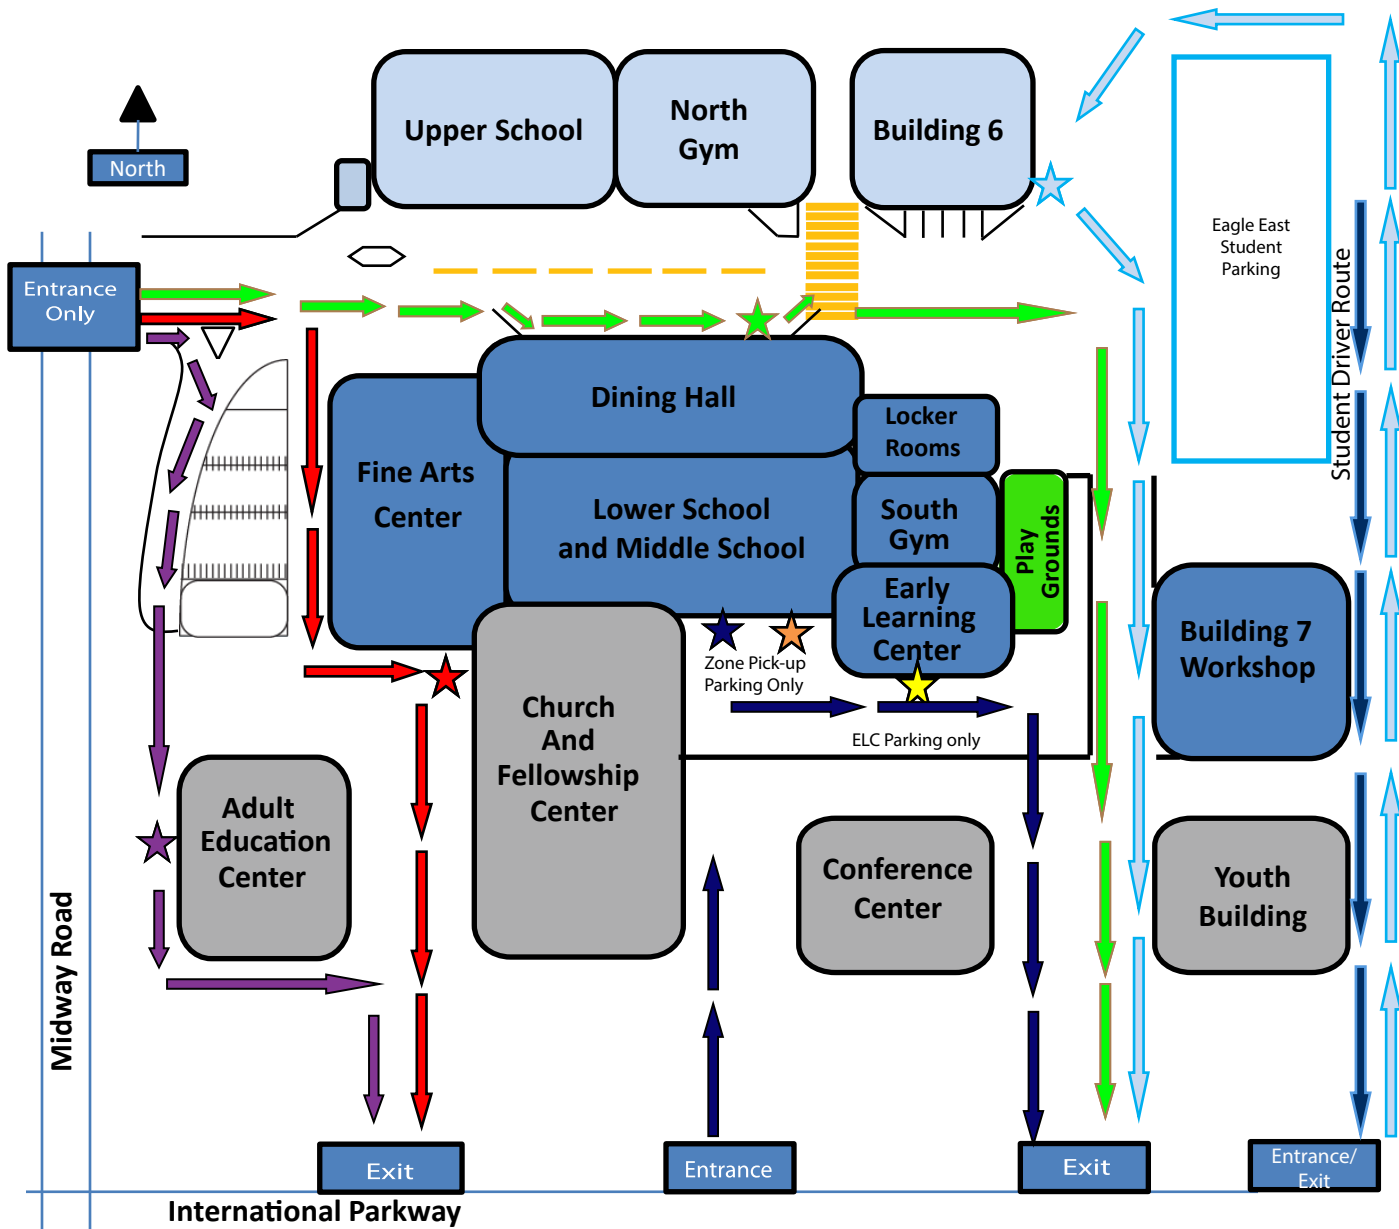 Upper School
North
Gym
Building 6
North
Eagle East
Student
Parking
Entrance
Only
Student Driver Route
Dining Hall
Locker
Rooms
Fine Arts
Center
Lower School
and Middle School
South
Gym
Play
Grounds
Early
Learning
Center
Building 7
Workshop
Zone Pick-up
Parking Only
Church
And
Fellowship
Center
ELC Parking only
Adult
Education
Center
Conference
Center
Youth
Building
Midway Road
Exit
Entrance
Exit
Entrance/
Exit
International Parkway